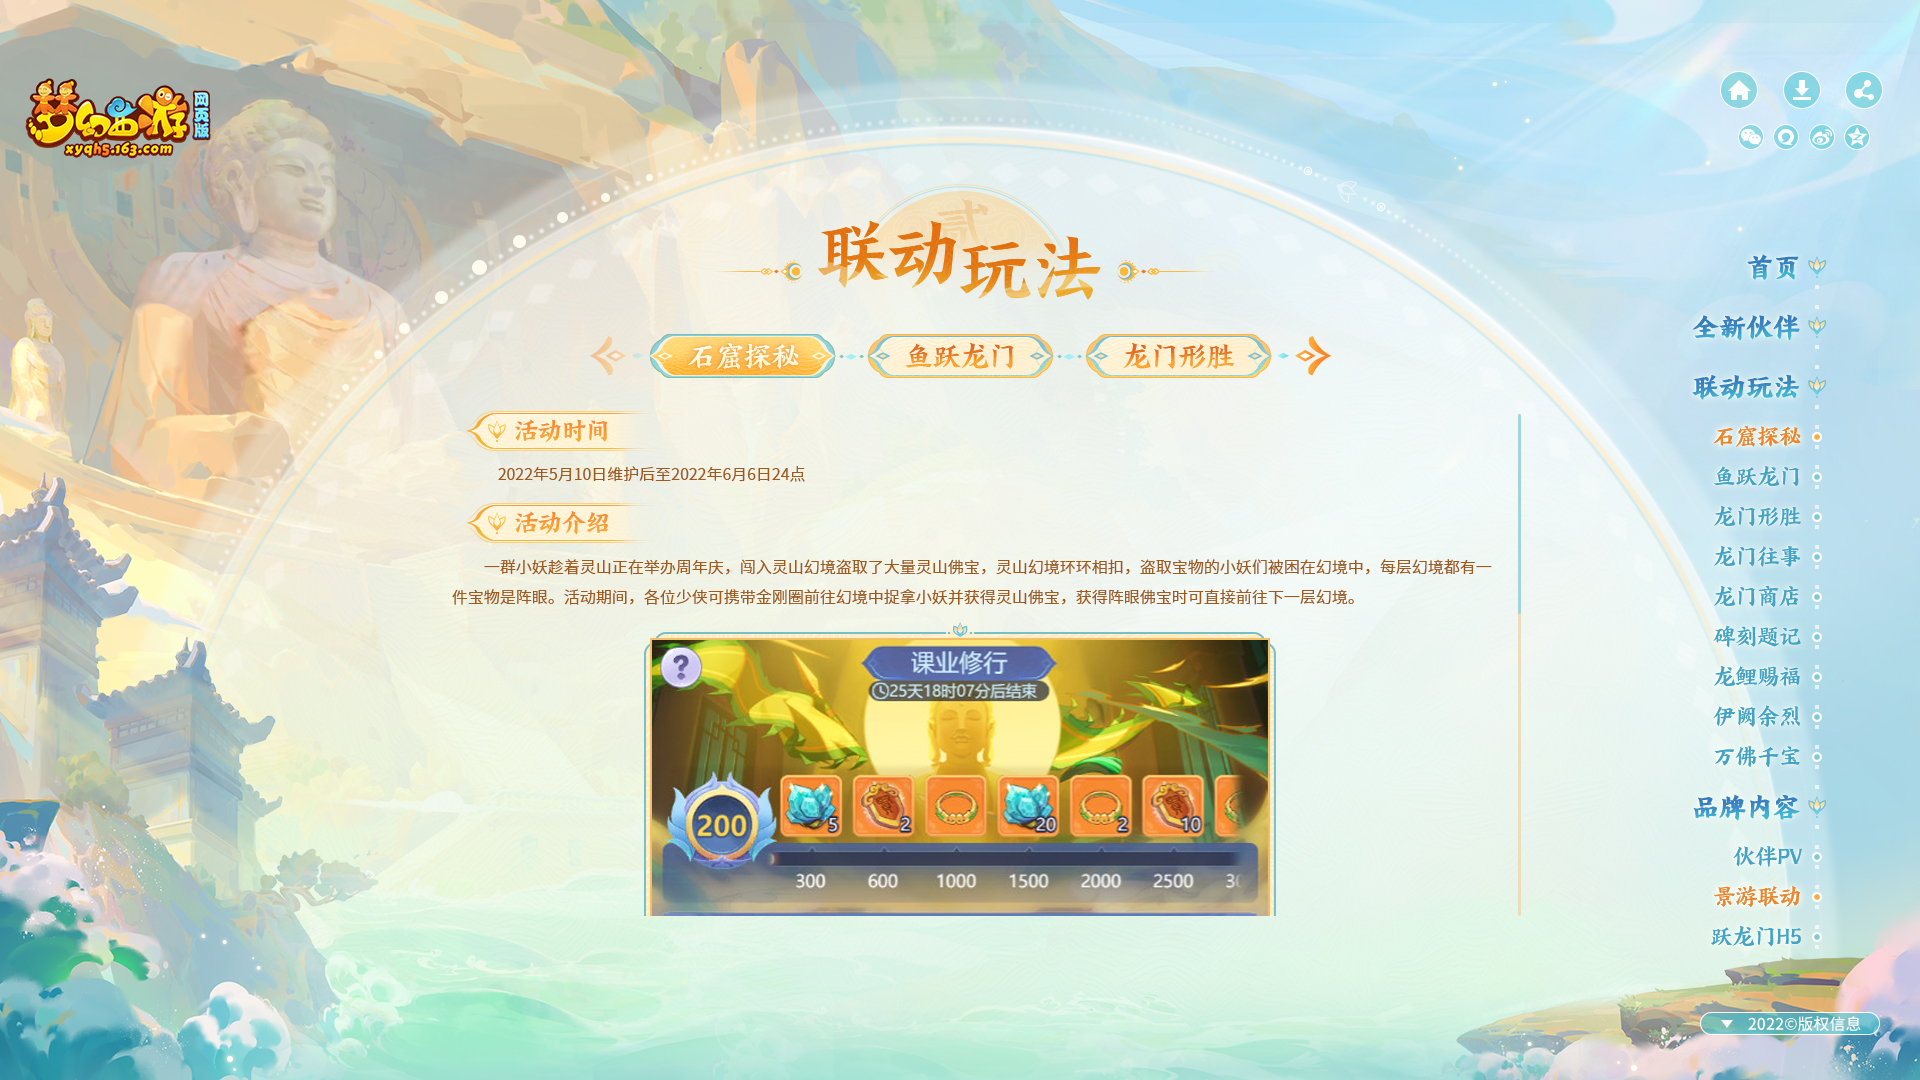 梦幻西游
网页版
xyqh5.163.com
贰
联动玩法
石窟探秘
鱼跃龙门
龙门形胜
活动时间
2022年5月10日维护后至2022年6月6日24点
活动介绍
一群小妖趁着灵山正在举办周年庆，闯入灵山幻境盗取了大量灵山佛宝，灵山幻境环环相扣，盗取宝物的小妖们被困在幻境中，每层幻境都有一
件宝物是阵眼。活动期间，各位少侠可携带金刚圈前往幻境中捉拿小妖并获得灵山佛宝，获得阵眼佛宝时可直接前往下一层幻境。
?
课业修行
25天18时07分后结束
200
5
2
20
2
10
300
600
1000
1500
2000
2500
首页
全新伙伴
联动玩法
石窟探秘
鱼跃龙门
龙门形胜
龙门往事
龙门商店
碑刻题记
龙鲤赐福
伊阙余烈
万佛千宝
品牌内容
伙伴PV
景游联动
跃龙门H5
2022©版权信息